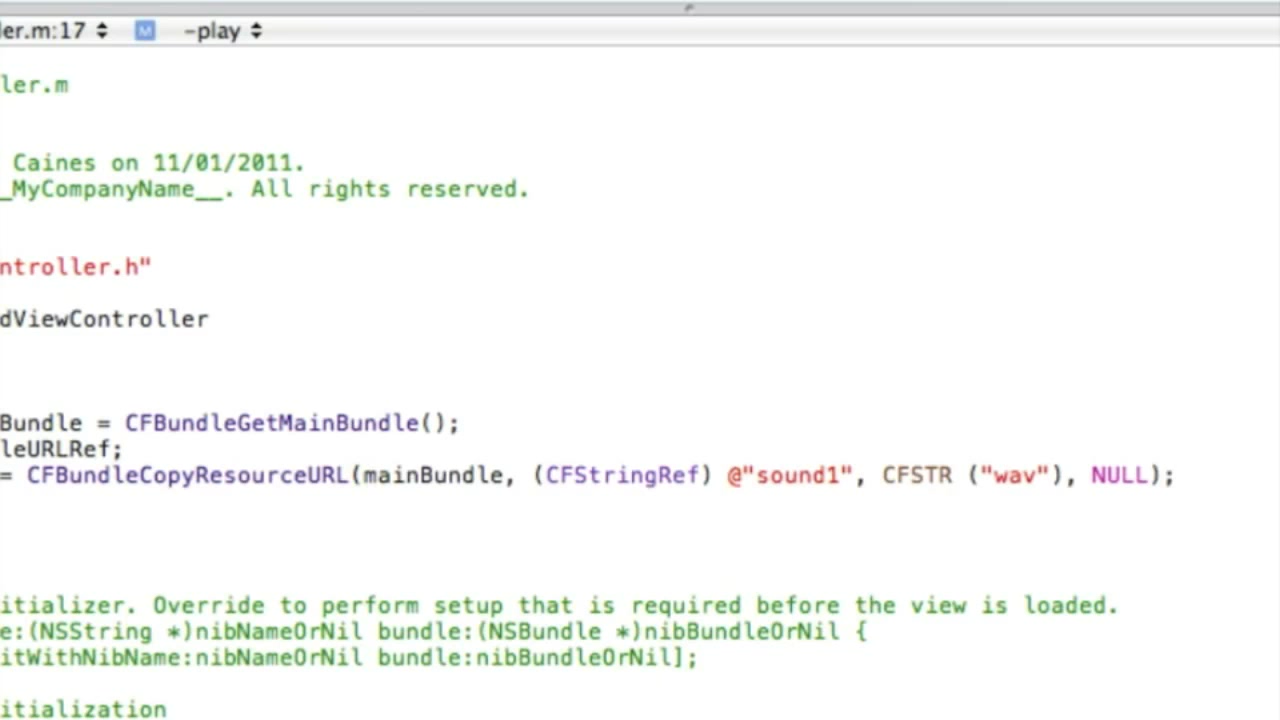 ler.m:17 M -play
ler.m
Caines on 11/01/2011.
_MyCompanyName__. All rights reserved.
ntroller.h"
dViewController
Bundle = CFBundleGetMainBundle();
leURLRef;
= CFBundleCopyResourceURL(mainBundle, (CFStringRef) @"sound1", CFSTR ("wav"), NULL);
itializer. Override to perform setup that is required before the view is loaded.
e:(NSString *)nibNameOrNil bundle:(NSBundle *)nibBundleOrNil {
itWithNibName:nibNameOrNil bundle:nibBundleOrNil];
itialization